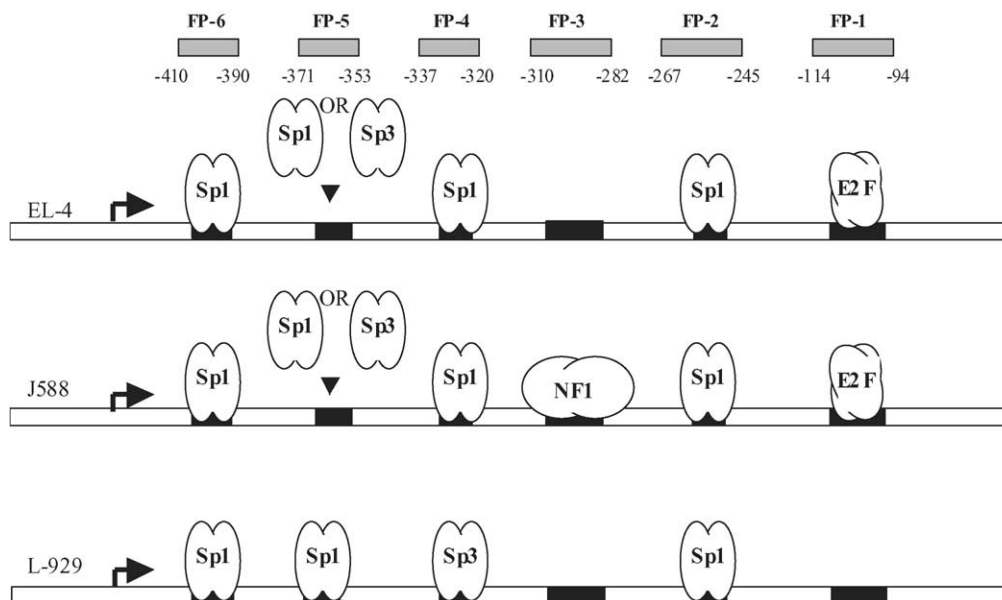 FP-6 FP-5 FP-4 FP-3 FP-2 FP-1
-410 -390 -371 -353 -337 -320 -310 -282 -267 -245 -114 -94
OR
Sp1 Sp3
Sp1 Sp1 Sp1 E2F
EL-4
OR
Sp1 Sp3
Sp1 Sp1 NF1 Sp1 E2F
J588
Sp1 Sp1 Sp3 Sp1
L-929